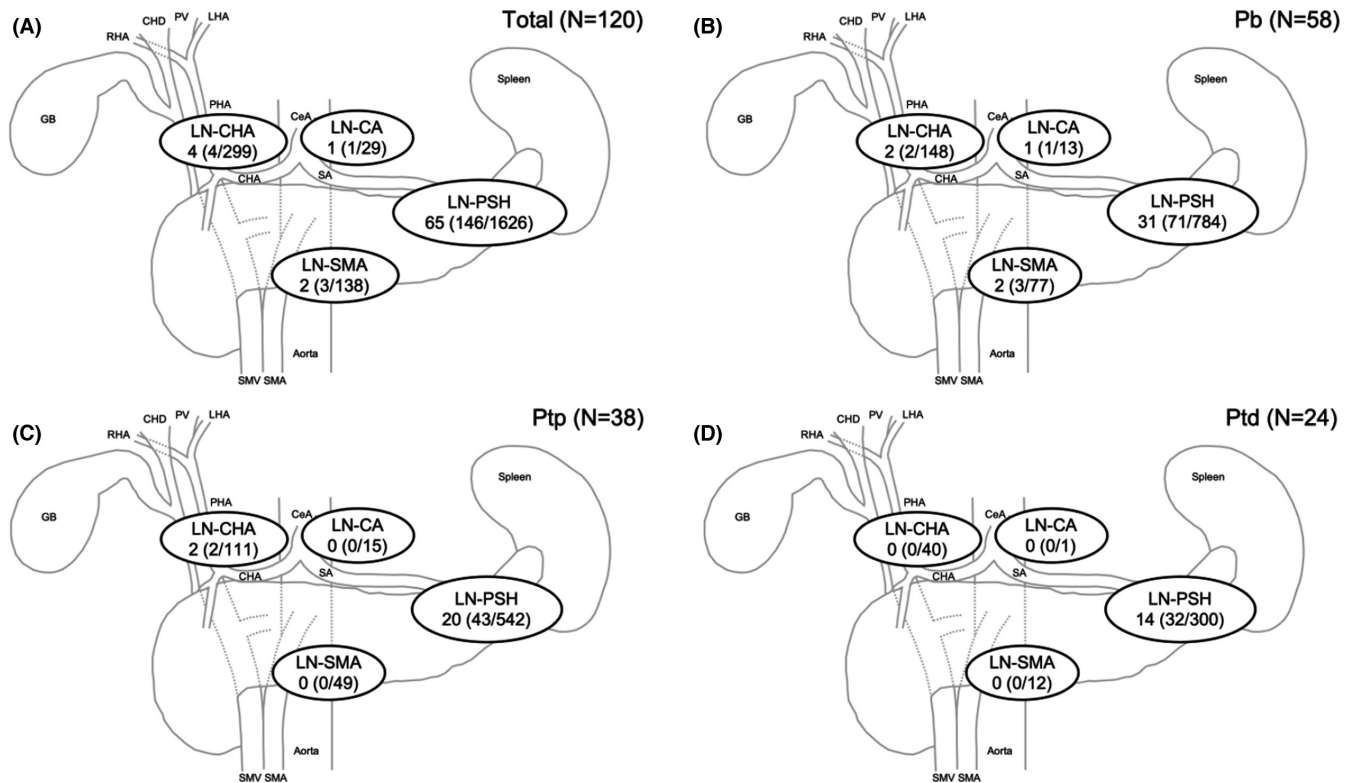 (A)
Total (N=120)
CHD
PV
LHA
RHA
GB
PHA
CeA
Spleen
LN-CHA
4 (4/299)
LN-CA
1 (1/29)
CHA
SA
LN-PSH
65 (146/1626)
LN-SMA
2 (3/138)
Aorta
SMV
SMA
(B)
Pb (N=58)
CHD
PV
LHA
RHA
GB
PHA
CeA
Spleen
LN-CHA
2 (2/148)
LN-CA
1 (1/13)
CHA
SA
LN-PSH
31 (71/784)
LN-SMA
2 (3/77)
Aorta
SMV
SMA
(C)
Ptp (N=38)
CHD
PV
LHA
RHA
GB
PHA
CeA
Spleen
LN-CHA
2 (2/111)
LN-CA
0 (0/15)
CHA
SA
LN-PSH
20 (43/542)
LN-SMA
0 (0/49)
Aorta
SMV
SMA
(D)
Ptd (N=24)
CHD
PV
LHA
RHA
GB
PHA
CeA
Spleen
LN-CHA
0 (0/40)
LN-CA
0 (0/1)
CHA
SA
LN-PSH
14 (32/300)
LN-SMA
0 (0/12)
Aorta
SMV
SMA